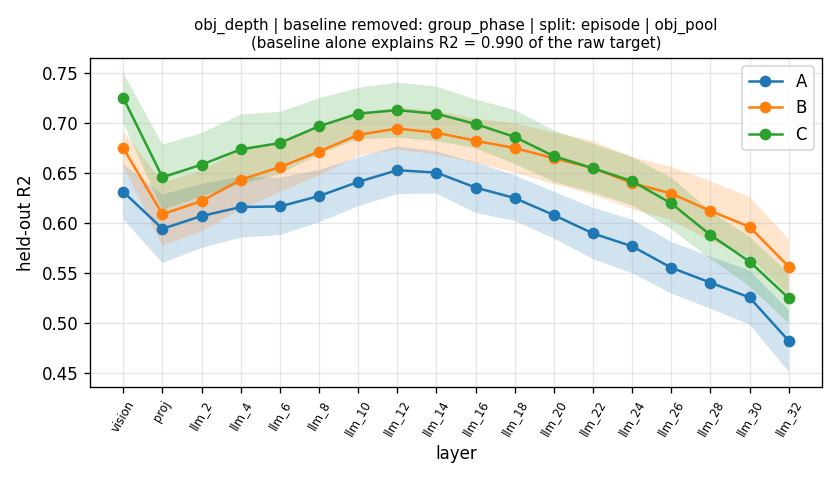 obj_depth | baseline removed: group_phase | split: episode | obj_pool
(baseline alone explains R2 = 0.990 of the raw target)
A
B
C
held-out R2
0.75
0.70
0.65
0.60
0.55
0.50
0.45
vision
proj
llm_2
llm_4
llm_6
llm_8
llm_10
llm_12
llm_14
llm_16
llm_18
llm_20
llm_22
llm_24
llm_26
llm_28
llm_30
llm_32
layer